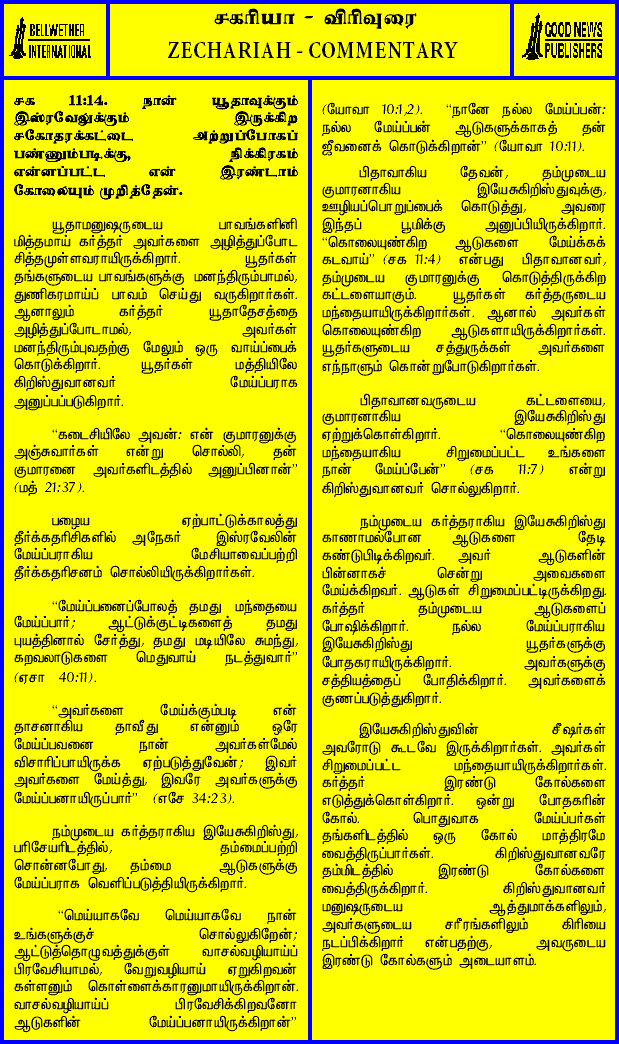 BELLWETHER
INTERNATIONAL
சகரியா - விரிவுரை
ZECHARIAH - COMMENTARY
GOOD NEWS
PUBLISHERS
சக 11:14. நான் யூதாவுக்கும்
இஸ்ரவேலுக்கும் இருக்கிற
சகோதரக்கட்டை அற்றுப்போகப்
பண்ணும்படிக்கு, நிக்கிரகம்
என்னப்பட்ட என் இரண்டாம்
கோலையும் முறித்தேன்.
யூதாமனுஷருடைய பாவங்களினி
மித்தமாய் கர்த்தர் அவர்களை அழித்துப்போட
சித்தமுள்ளவராயிருக்கிறார். யூதர்கள்
தங்களுடைய பாவங்களுக்கு மனந்திரும்பாமல்,
துணிகரமாய்ப் பாவம் செய்து வருகிறார்கள்.
ஆனாலும் கர்த்தர் யூதாதேசத்தை
அழித்துப்போடாமல், அவர்கள்
மனந்திரும்புவதற்கு மேலும் ஒரு வாய்ப்பைக்
கொடுக்கிறார். யூதர்கள் மத்தியிலே
கிறிஸ்துவானவர் மேய்ப்பராக
அனுப்பப்படுகிறார்.
“கடைசியிலே அவன்: என் குமாரனுக்கு
அஞ்சுவார்கள் என்று சொல்லி, தன்
குமாரனை அவர்களிடத்தில் அனுப்பினான்”
(மத் 21:37).
பழைய ஏற்பாட்டுக்காலத்து
தீர்க்கதரிசிகளில் அநேகர் இஸ்ரவேலின்
மேய்ப்பராகிய மேசியாவைப்பற்றி
தீர்க்கதரிசனம் சொல்லியிருக்கிறார்கள்.
“மேய்ப்பனைப்போலத் தமது மந்தையை
மேய்ப்பார்; ஆட்டுக்குட்டிகளைத் தமது
புயத்தினால் சேர்த்து, தமது மடியிலே சுமந்து,
கறவலாடுகளை மெதுவாய் நடத்துவார்”
(ஏசா 40:11).
“அவர்களை மேய்க்கும்படி என்
தாசனாகிய தாவீது என்னும் ஒரே
மேய்ப்பவனை நான் அவர்கள்மேல்
விசாரிப்பாயிருக்க ஏற்படுத்துவேன்; இவர்
அவர்களை மேய்த்து, இவரே அவர்களுக்கு
மேய்ப்பனாயிருப்பார்” (எசே 34:23).
நம்முடைய கர்த்தராகிய இயேசுகிறிஸ்து,
பரிசேயரிடத்தில், தம்மைப்பற்றி
சொன்னபோது, தம்மை ஆடுகளுக்கு
மேய்ப்பராக வெளிப்படுத்தியிருக்கிறார்.
“மெய்யாகவே மெய்யாகவே நான்
உங்களுக்குச் சொல்லுகிறேன்;
ஆட்டுத்தொழுவத்துக்குள் வாசல்வழியாய்ப்
பிரவேசியாமல், வேறுவழியாய் ஏறுகிறவன்
கள்ளனும் கொள்ளைக்காரனுமாயிருக்கிறான்.
வாசல்வழியாய்ப் பிரவேசிக்கிறவனோ
ஆடுகளின் மேய்ப்பனாயிருக்கிறான்”
(யோவா 10:1,2). “நானே நல்ல மேய்ப்பன்:
நல்ல மேய்ப்பன் ஆடுகளுக்காகத் தன்
ஜீவனைக் கொடுக்கிறான்” (யோவா 10:11).
பிதாவாகிய தேவன், தம்முடைய
குமாரனாகிய இயேசுகிறிஸ்துவுக்கு,
ஊழியப்பொறுப்பைக் கொடுத்து, அவரை
இந்தப் பூமிக்கு அனுப்பியிருக்கிறார்.
“கொலையுண்கிற ஆடுகளை மேய்க்கக்
கடவாய்” (சக 11:4) என்பது பிதாவானவர்,
தம்முடைய குமாரனுக்கு கொடுத்திருக்கிற
கட்டளையாகும். யூதர்கள் கர்த்தருடைய
மந்தையாயிருக்கிறார்கள். ஆனால் அவர்கள்
கொலையுண்கிற ஆடுகளாயிருக்கிறார்கள்.
யூதர்களுடைய சத்துருக்கள் அவர்களை
எந்நாளும் கொன்றுபோடுகிறார்கள்.
பிதாவானவருடைய கட்டளையை,
குமாரனாகிய இயேசுகிறிஸ்து
ஏற்றுக்கொள்கிறார். “கொலையுண்கிற
மந்தையாகிய சிறுமைப்பட்ட உங்களை
நான் மேய்ப்பேன்” (சக 11:7) என்று
கிறிஸ்துவானவர் சொல்லுகிறார்.
நம்முடைய கர்த்தராகிய இயேசுகிறிஸ்து
காணாமல்போன ஆடுகளை தேடி
கண்டுபிடிக்கிறவர். அவர் ஆடுகளின்
பின்னாகச் சென்று அவைகளை
மேய்க்கிறவர். ஆடுகள் சிறுமைப்பட்டிருக்கிறது.
கர்த்தர் தம்முடைய ஆடுகளைப்
போஷிக்கிறார். நல்ல மேய்ப்பராகிய
இயேசுகிறிஸ்து யூதர்களுக்கு
போதகராயிருக்கிறார். அவர்களுக்கு
சத்தியத்தைப் போதிக்கிறார். அவர்களைக்
குணப்படுத்துகிறார்.
இயேசுகிறிஸ்துவின் சீஷர்கள்
அவரோடு கூடவே இருக்கிறார்கள். அவர்கள்
சிறுமைப்பட்ட மந்தையாயிருக்கிறார்கள்.
கர்த்தர் இரண்டு கோல்களை
எடுத்துக்கொள்கிறார். ஒன்று போதகரின்
கோல். பொதுவாக மேய்ப்பர்கள்
தங்களிடத்தில் ஒரு கோல் மாத்திரமே
வைத்திருப்பார்கள். கிறிஸ்துவானவரே
தம்மிடத்தில் இரண்டு கோல்களை
வைத்திருக்கிறார். கிறிஸ்துவானவர்
மனுஷருடைய ஆத்துமாக்களிலும்,
அவர்களுடைய சரீரங்களிலும் கிரியை
நடப்பிக்கிறார் என்பதற்கு, அவருடைய
இரண்டு கோல்களும் அடையாளம்.